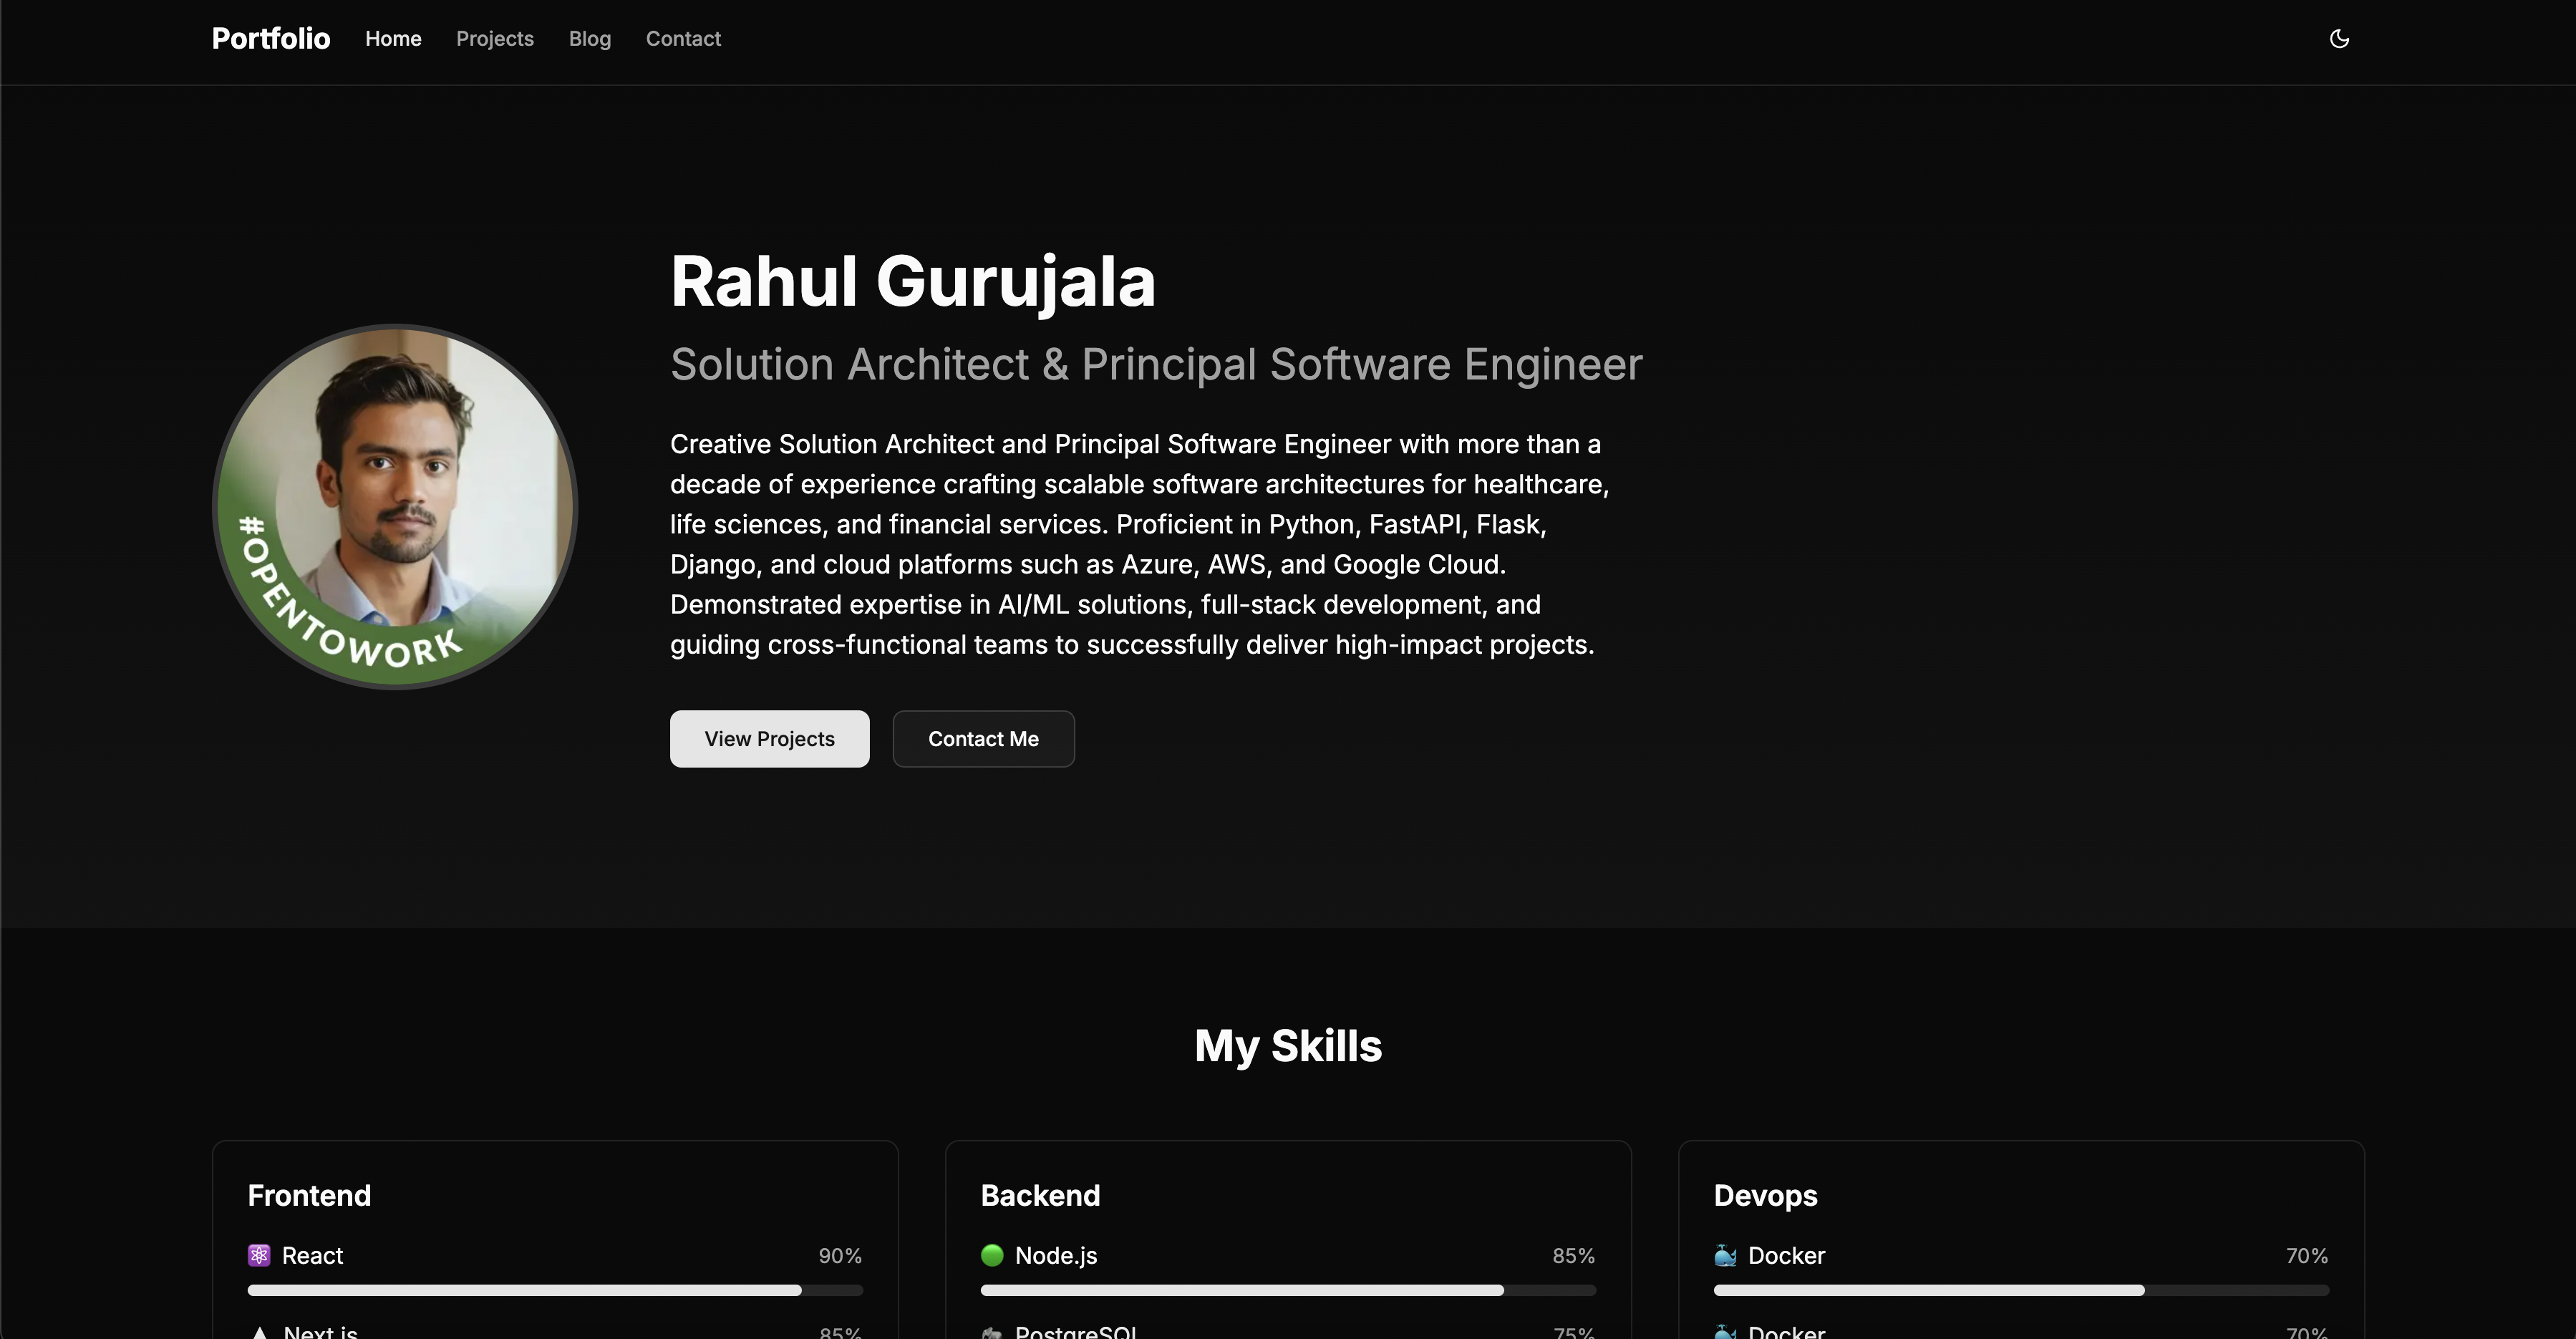 Portfolio Home Projects Blog Contact
Rahul Gurujala
Solution Architect & Principal Software Engineer
#OPENTOWORK
Creative Solution Architect and Principal Software Engineer with more than a
decade of experience crafting scalable software architectures for healthcare,
life sciences, and financial services. Proficient in Python, FastAPI, Flask,
Django, and cloud platforms such as Azure, AWS, and Google Cloud.
Demonstrated expertise in AI/ML solutions, full-stack development, and
guiding cross-functional teams to successfully deliver high-impact projects.
View Projects Contact Me
My Skills
Frontend
React 90%
Next.js 85%
Backend
Node.js 85%
PostgreSQL 75%
Devops
Docker 70%
Docker 70%